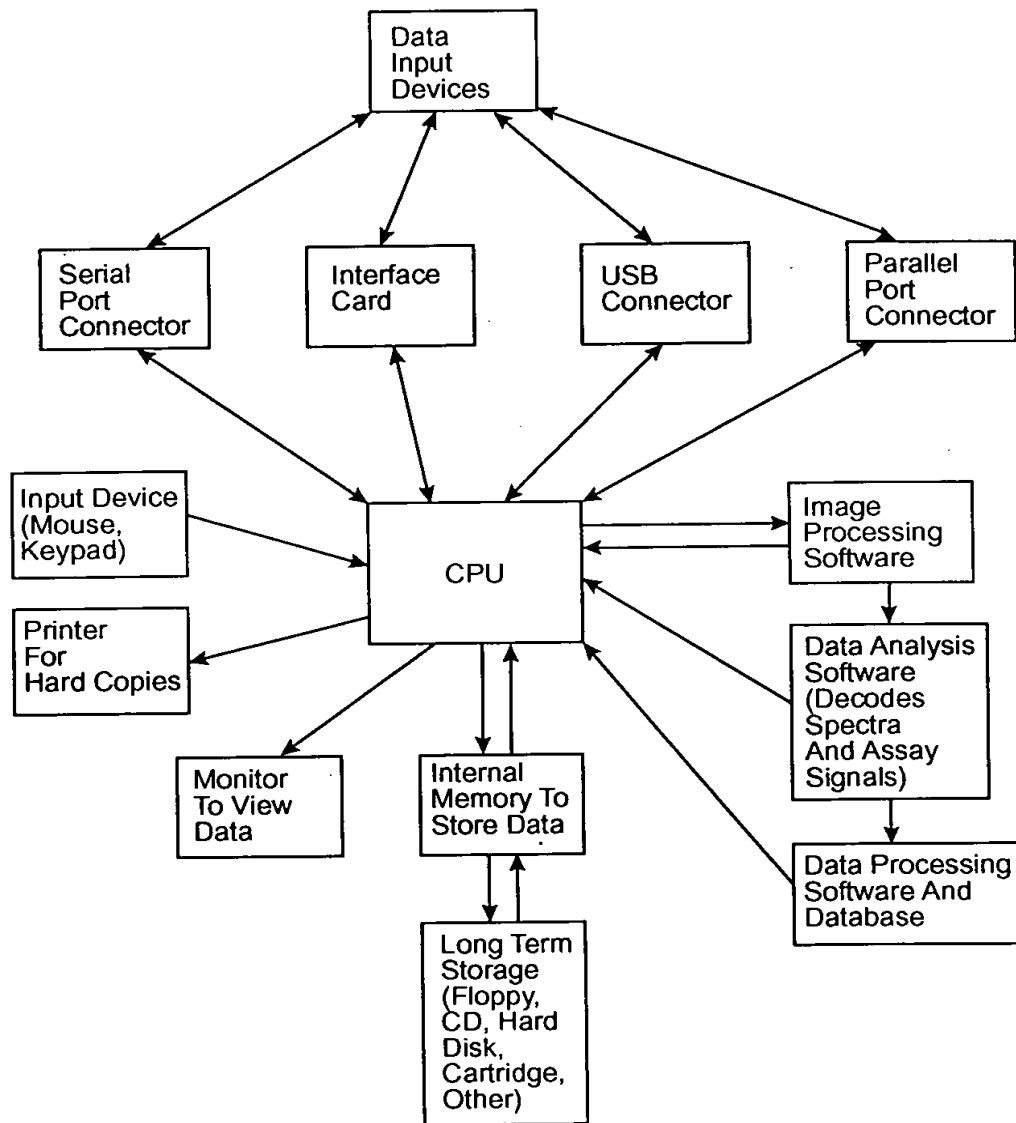 Data
Input
Devices
Serial
Port
Connector
Interface
Card
USB
Connector
Parallel
Port
Connector
Input Device
(Mouse,
Keypad)
CPU
Image
Processing
Software
Printer
For
Hard Copies
Data Analysis
Software
(Decodes
Spectra
And Assay
Signals)
Monitor
To View
Data
Internal
Memory To
Store Data
Data Processing
Software And
Database
Long Term
Storage
(Floppy,
CD, Hard
Disk,
Cartridge,
Other)